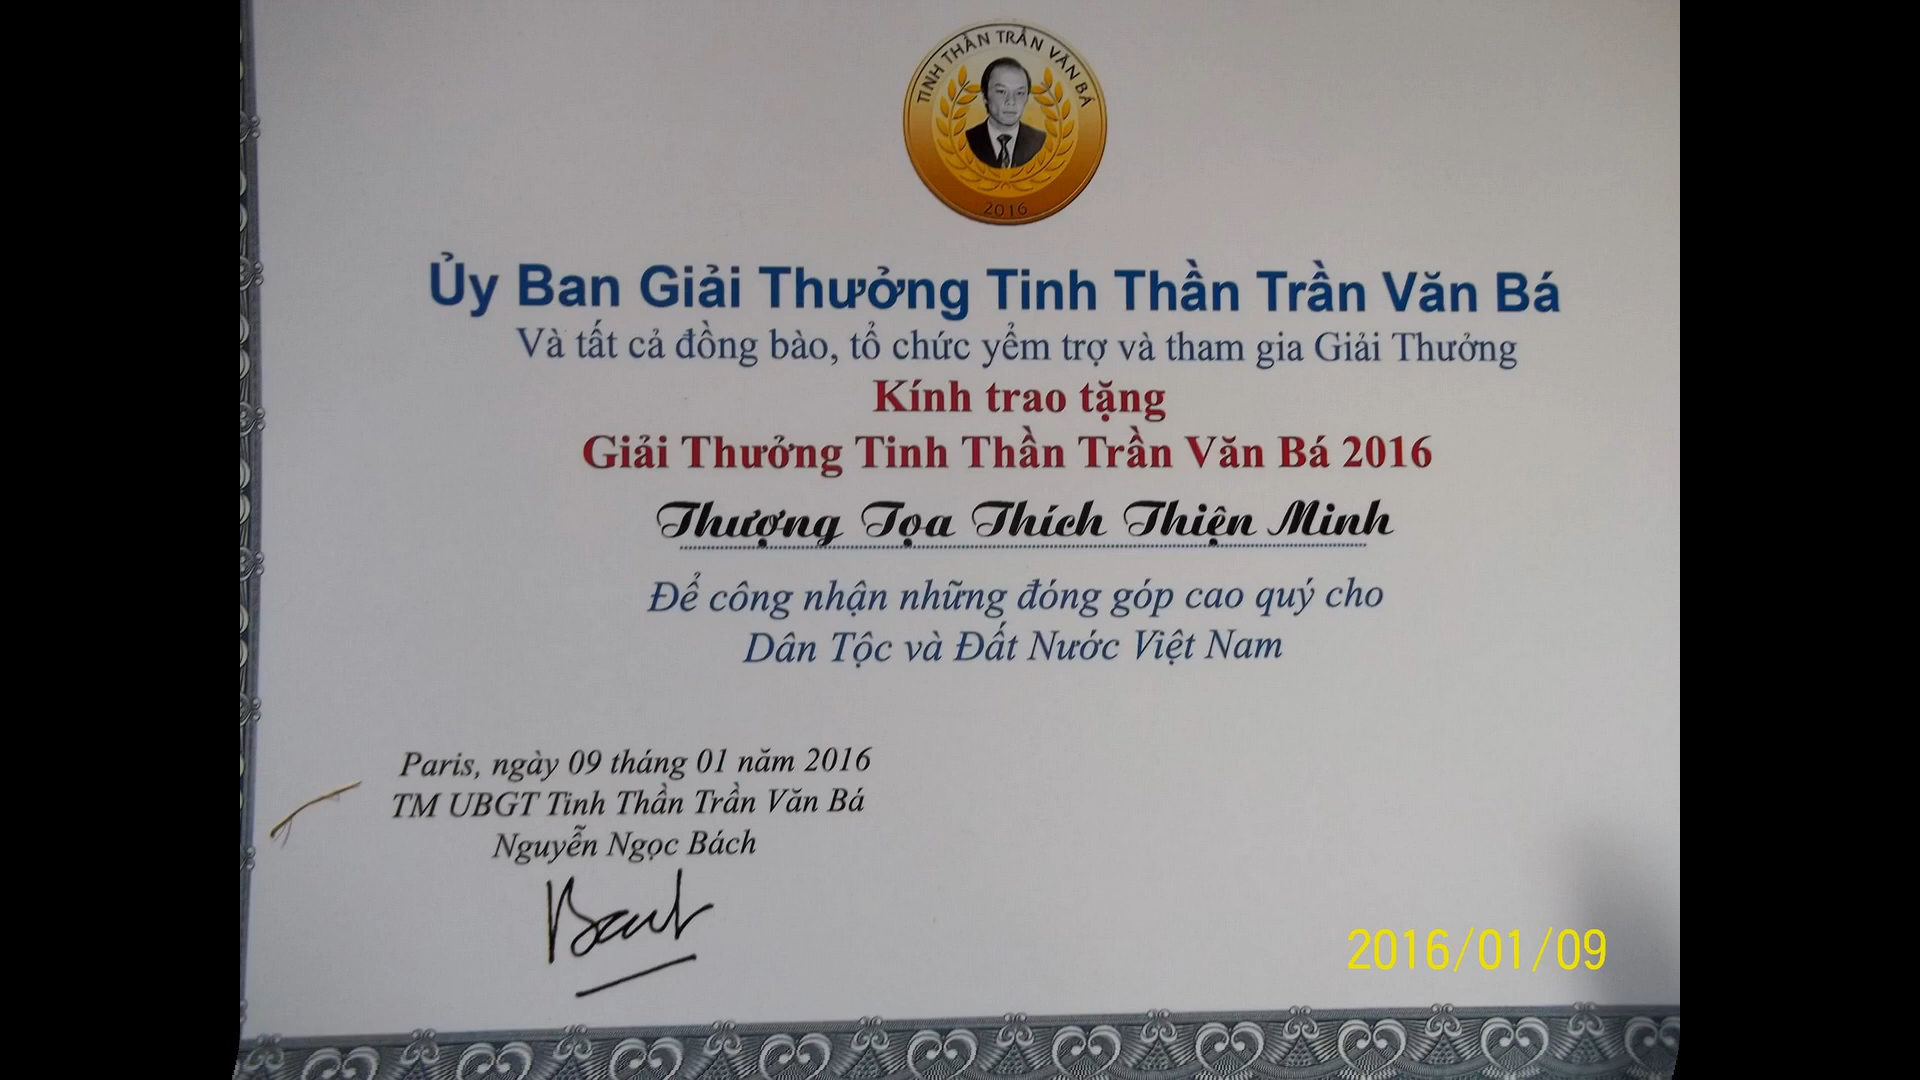 TINH THẦN TRẦN VĂN BÁ
2016
Ủy Ban Giải Thưởng Tinh Thần Trần Văn Bá
Và tất cả đồng bào, tổ chức yểm trợ và tham gia Giải Thưởng
Kính trao tặng
Giải Thưởng Tinh Thần Trần Văn Bá 2016
Thượng Tọa Thích Thiện Minh
Để công nhận những đóng góp cao quý cho
Dân Tộc và Đất Nước Việt Nam
Paris, ngày 09 tháng 01 năm 2016
TM UBGT Tinh Thần Trần Văn Bá
Nguyễn Ngọc Bách
2016/01/09